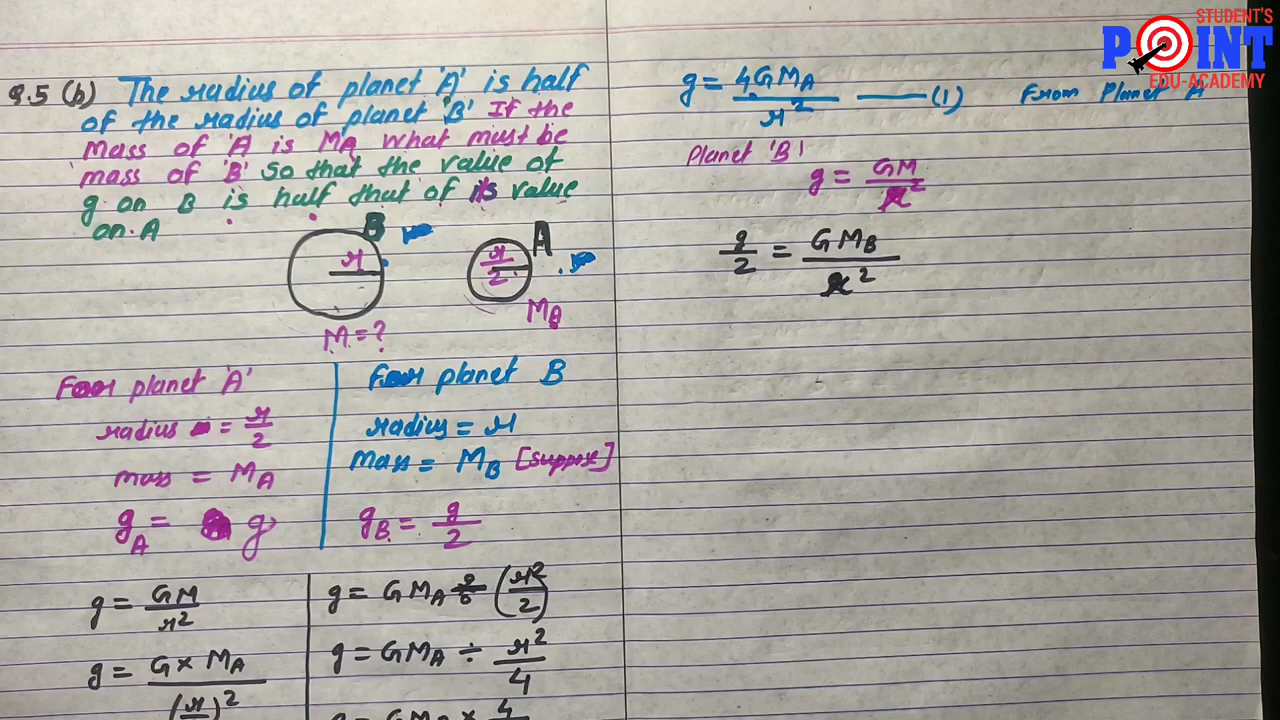 STUDENT'S
POINT
EDU-ACADEMY
Q.5 (b) The radius of planet 'A' is half
of the radius of planet 'B' If the
mass of 'A is MA what must be
mass of 'B' So that the value of
g on B is half that of its value
on A
B
A
r
r/2
M = ?
MA
For planet 'A'
radius = r/2
mass = MA
gA = g
For planet B
radius = r
mass = MB [suppose]
gB = g/2
g = GM/r²
g = G × MA
g = GMA ÷ (r²/2)
g = GMA ÷ r²/4
g = 4GMA/r² —— (1) From Planet A
Planet 'B'
g = GM/r²
g/2 = GMB/r²